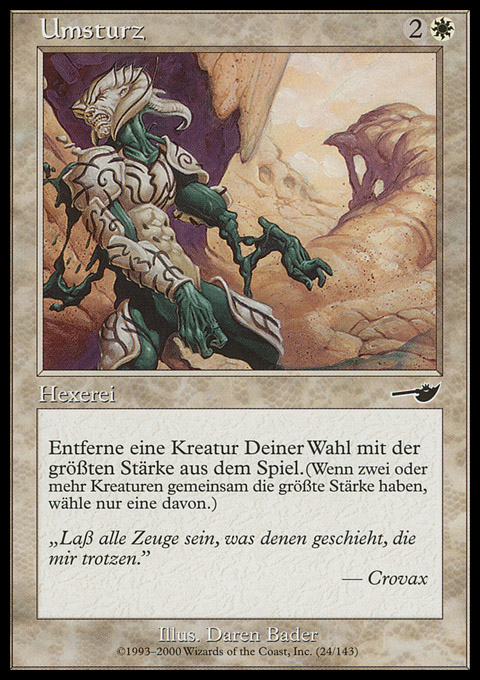 Umsturz 2
Hexerei
Entferne eine Kreatur Deiner Wahl mit der
größten Stärke aus dem Spiel.(Wenn zwei oder
mehr Kreaturen gemeinsam die größte Stärke haben,
wähle nur eine davon.)
„Laß alle Zeuge sein, was denen geschieht, die
mir trotzen.”
— Crovax
Illus. Daren Bader
©1993–2000 Wizards of the Coast, Inc. (24/143)